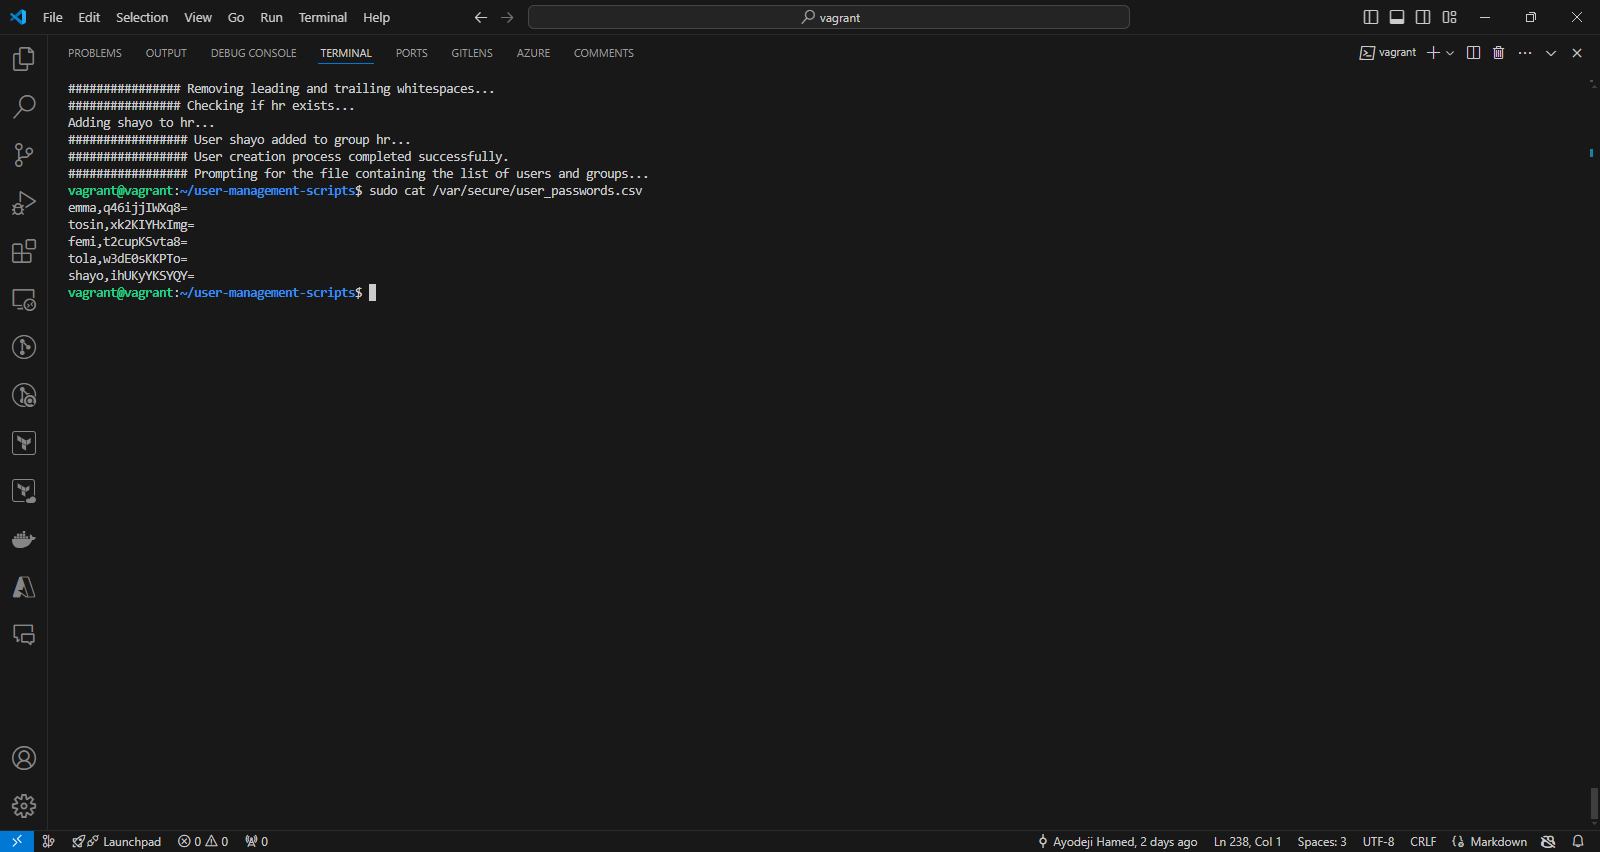 File Edit Selection View Go Run Terminal Help
vagrant
PROBLEMS OUTPUT DEBUG CONSOLE TERMINAL PORTS GITLENS AZURE COMMENTS
vagrant
################ Removing leading and trailing whitespaces...
################ Checking if hr exists...
Adding shayo to hr...
################# User shayo added to group hr...
################# User creation process completed successfully.
################# Prompting for the file containing the list of users and groups...
vagrant@vagrant:~/user-management-scripts$ sudo cat /var/secure/user_passwords.csv
emma,q46ijjIWXq8=
tosin,xk2KIYHxImg=
femi,t2cupKSvta8=
tola,w3dE0sKKPTo=
shayo,ihUKyYKSYQY=
vagrant@vagrant:~/user-management-scripts$
Launchpad 0 0 0 Ayodeji Hamed, 2 days ago Ln 238, Col 1 Spaces: 3 UTF-8 CRLF Markdown